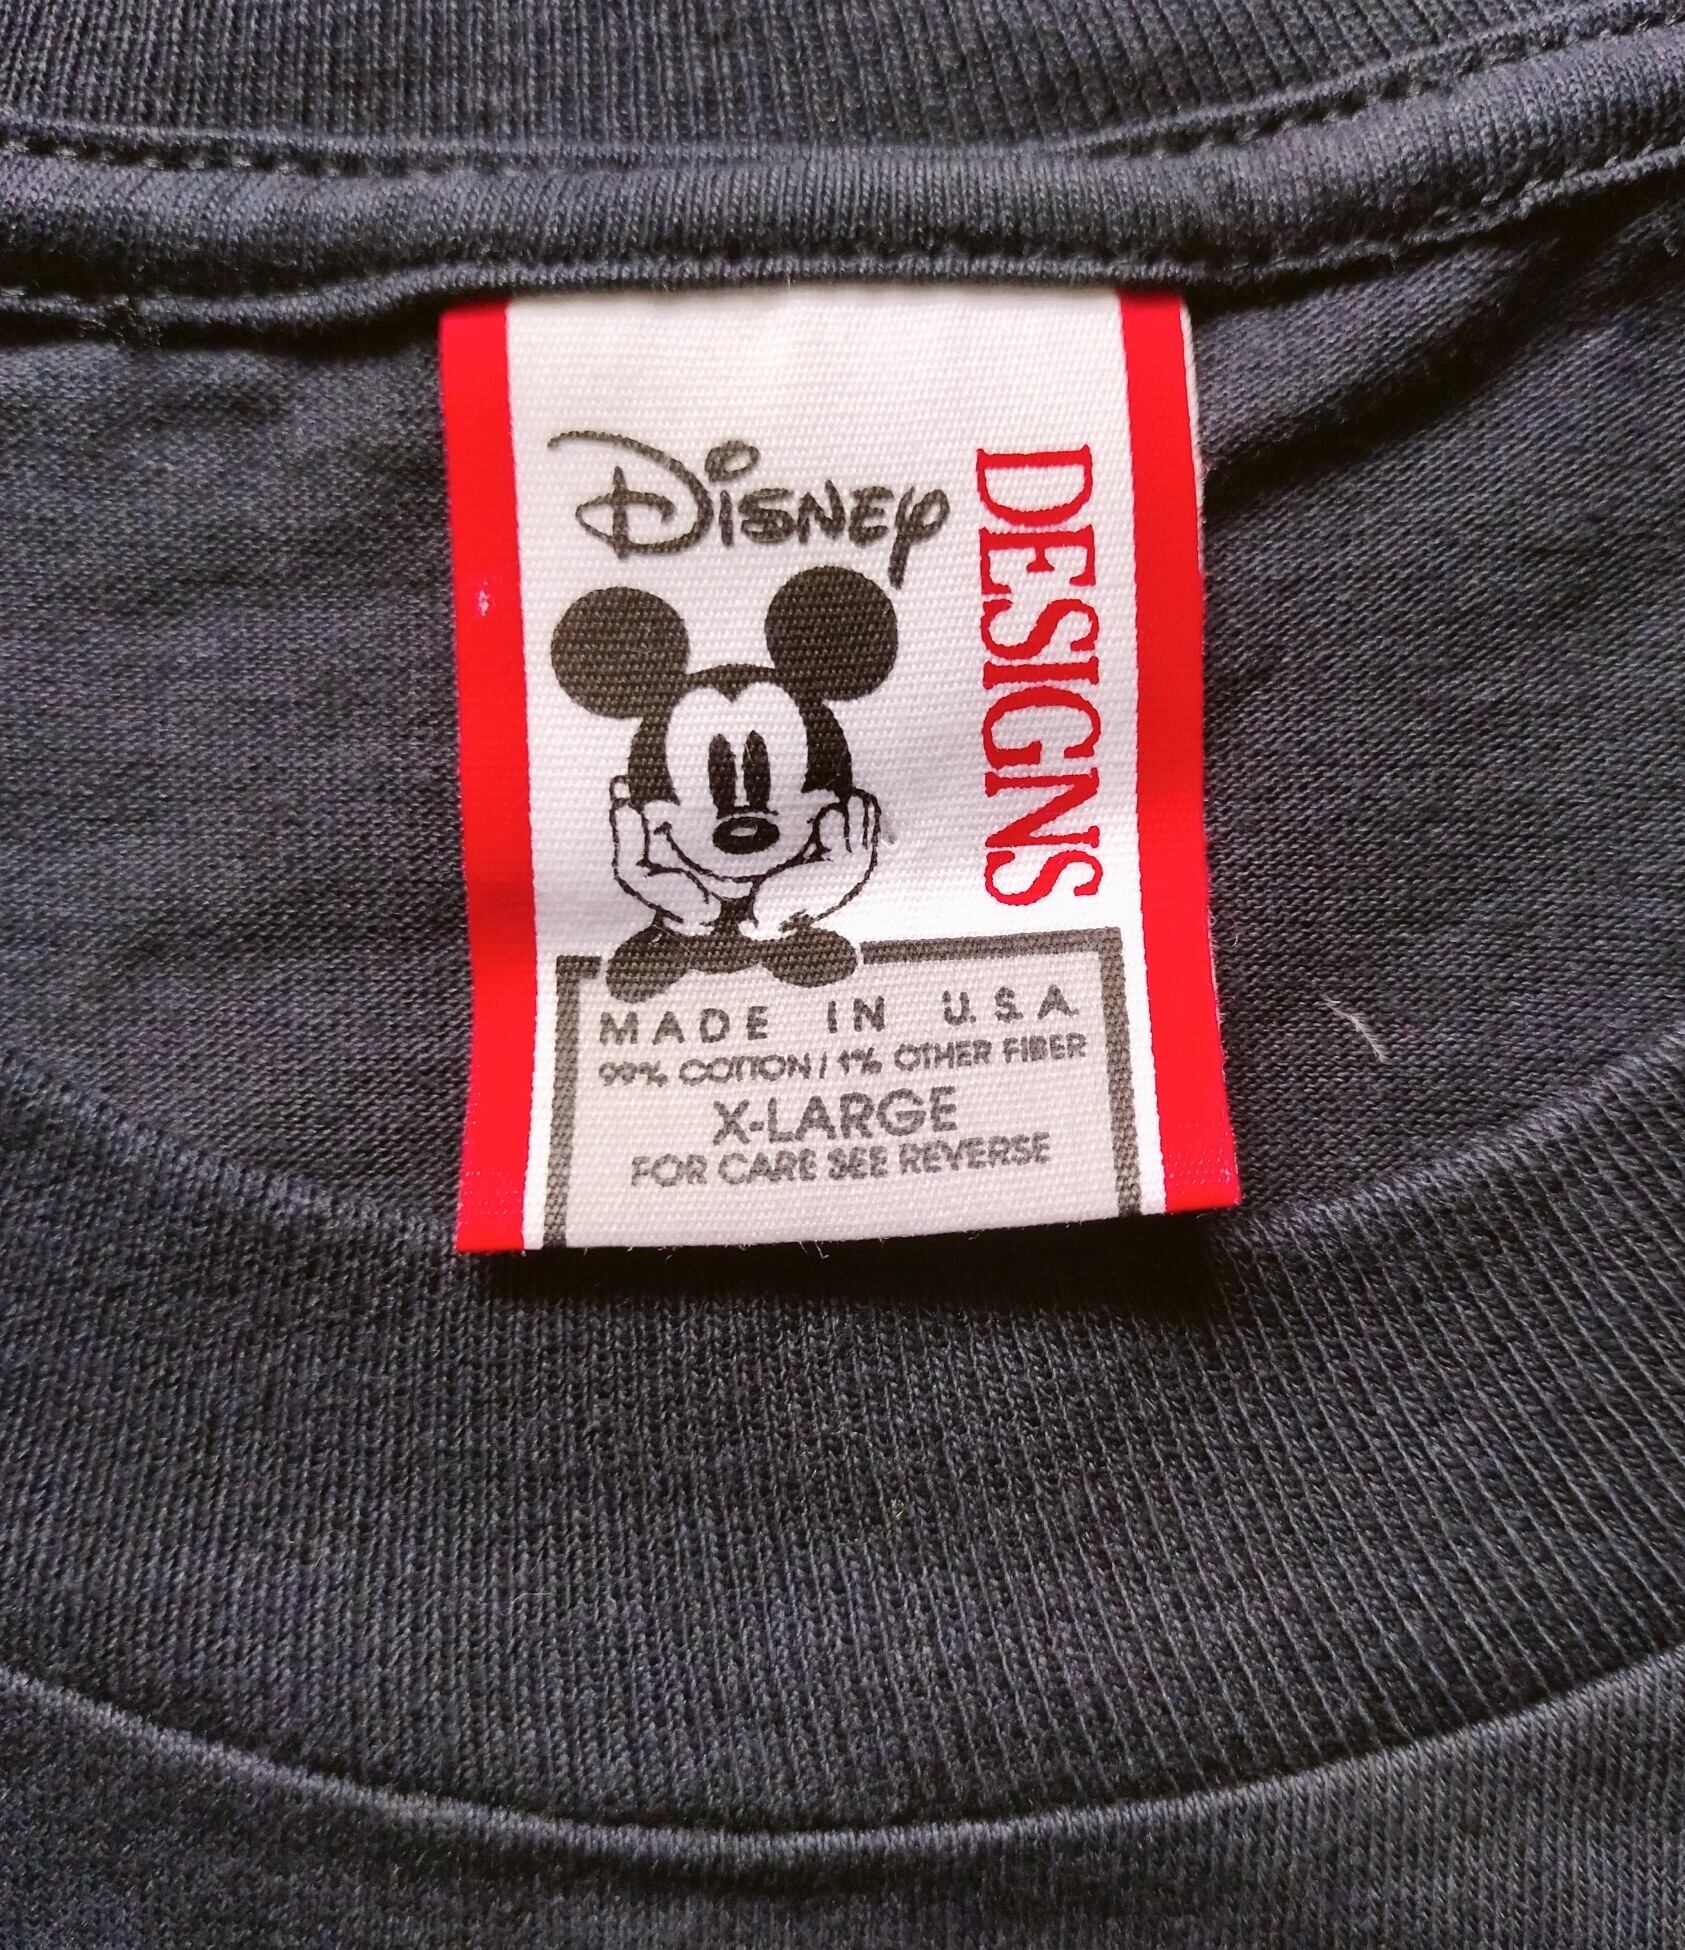 Disney
DESIGNS
MADE IN U.S.A.
99% COTTON / 1% OTHER FIBER
X-LARGE
FOR CARE SEE REVERSE